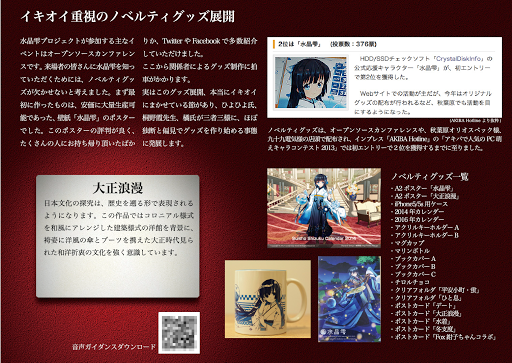 イキオイ重視のノベルティグッズ展開
水晶雫プロジェクトが参加する主なイ
ベントはオープンソースカンファレン
スです。来場者の皆さんに水晶雫を知っ
ていただくためには、ノベルティグッ
ズが欠かせないと考えました。まず最
初に作ったものは、安価に大量生産可
能であった、壁紙「水晶雫」のポスター
でした。このポスターの評判が良く、
たくさんの人にお持ち帰り頂いたばか
りか、Twitter や Facebook で多数紹介
していただけました。
ここから関係者によるグッズ制作に拍
車がかかります。
実はこのグッズ展開、本当にイキオイ
にまかせている節があり、ひよひよ氏、
桐野霞先生、橘氏が三者三様に、ほぼ
独断と偏見でグッズを作り始める事態
に発展します。
2位は「水晶雫」 (投票数:376票)
HDD/SSDチェックソフト「CrystalDiskInfo」の
公式応援キャラクター「水晶雫」が、初エントリー
で第2位を獲得した。
Webサイトでの活動が主だが、今年はオリジナル
グッズの配布が行われるなど、秋葉原でも活動を目
にするようになった。
(AKIBA Hotline より抜粋)
ノベルティグッズは、オープンソースカンファレンスや、秋葉原オリオスペック様、
九十九電気様の店頭で配布され、インプレス「AKIBA Hotline」の「アキバで人気の PC 萌
えキャラコンテスト 2013」では初エントリーで 2 位を獲得するまでに至りました。
大正浪漫
日本文化の探究は、歴史を遡る形で表現される
ようになります。この作品ではコロニアル様式
を和風にアレンジした建築様式の洋館を背景に、
袴姿に洋風の傘とブーツを携えた大正時代見ら
れた和洋折衷の文化を強く意識しています。
音声ガイダンスダウンロード
Suisho Shizuku Calendar 2016
水晶雫
ノベルティグッズ一覧
・A2 ポスター「水晶雫」
・A2 ポスター「大正浪漫」
・iPhone5/5s 用ケース
・2014 年カレンダー
・2016 年カレンダー
・アクリルキーホルダー A
・アクリルキーホルダー B
・マグカップ
・マリンボトル
・ブックカバー A
・ブックカバー B
・ブックカバー C
・チロルチョコ
・クリアフォルダ「平安小町・蛍」
・クリアフォルダ「ひと息」
・ポストカード「デート」
・ポストカード「大正浪漫」
・ポストカード「水着」
・ポストカード「冬支度」
・ポストカード「Fox 紺子ちゃんコラボ」